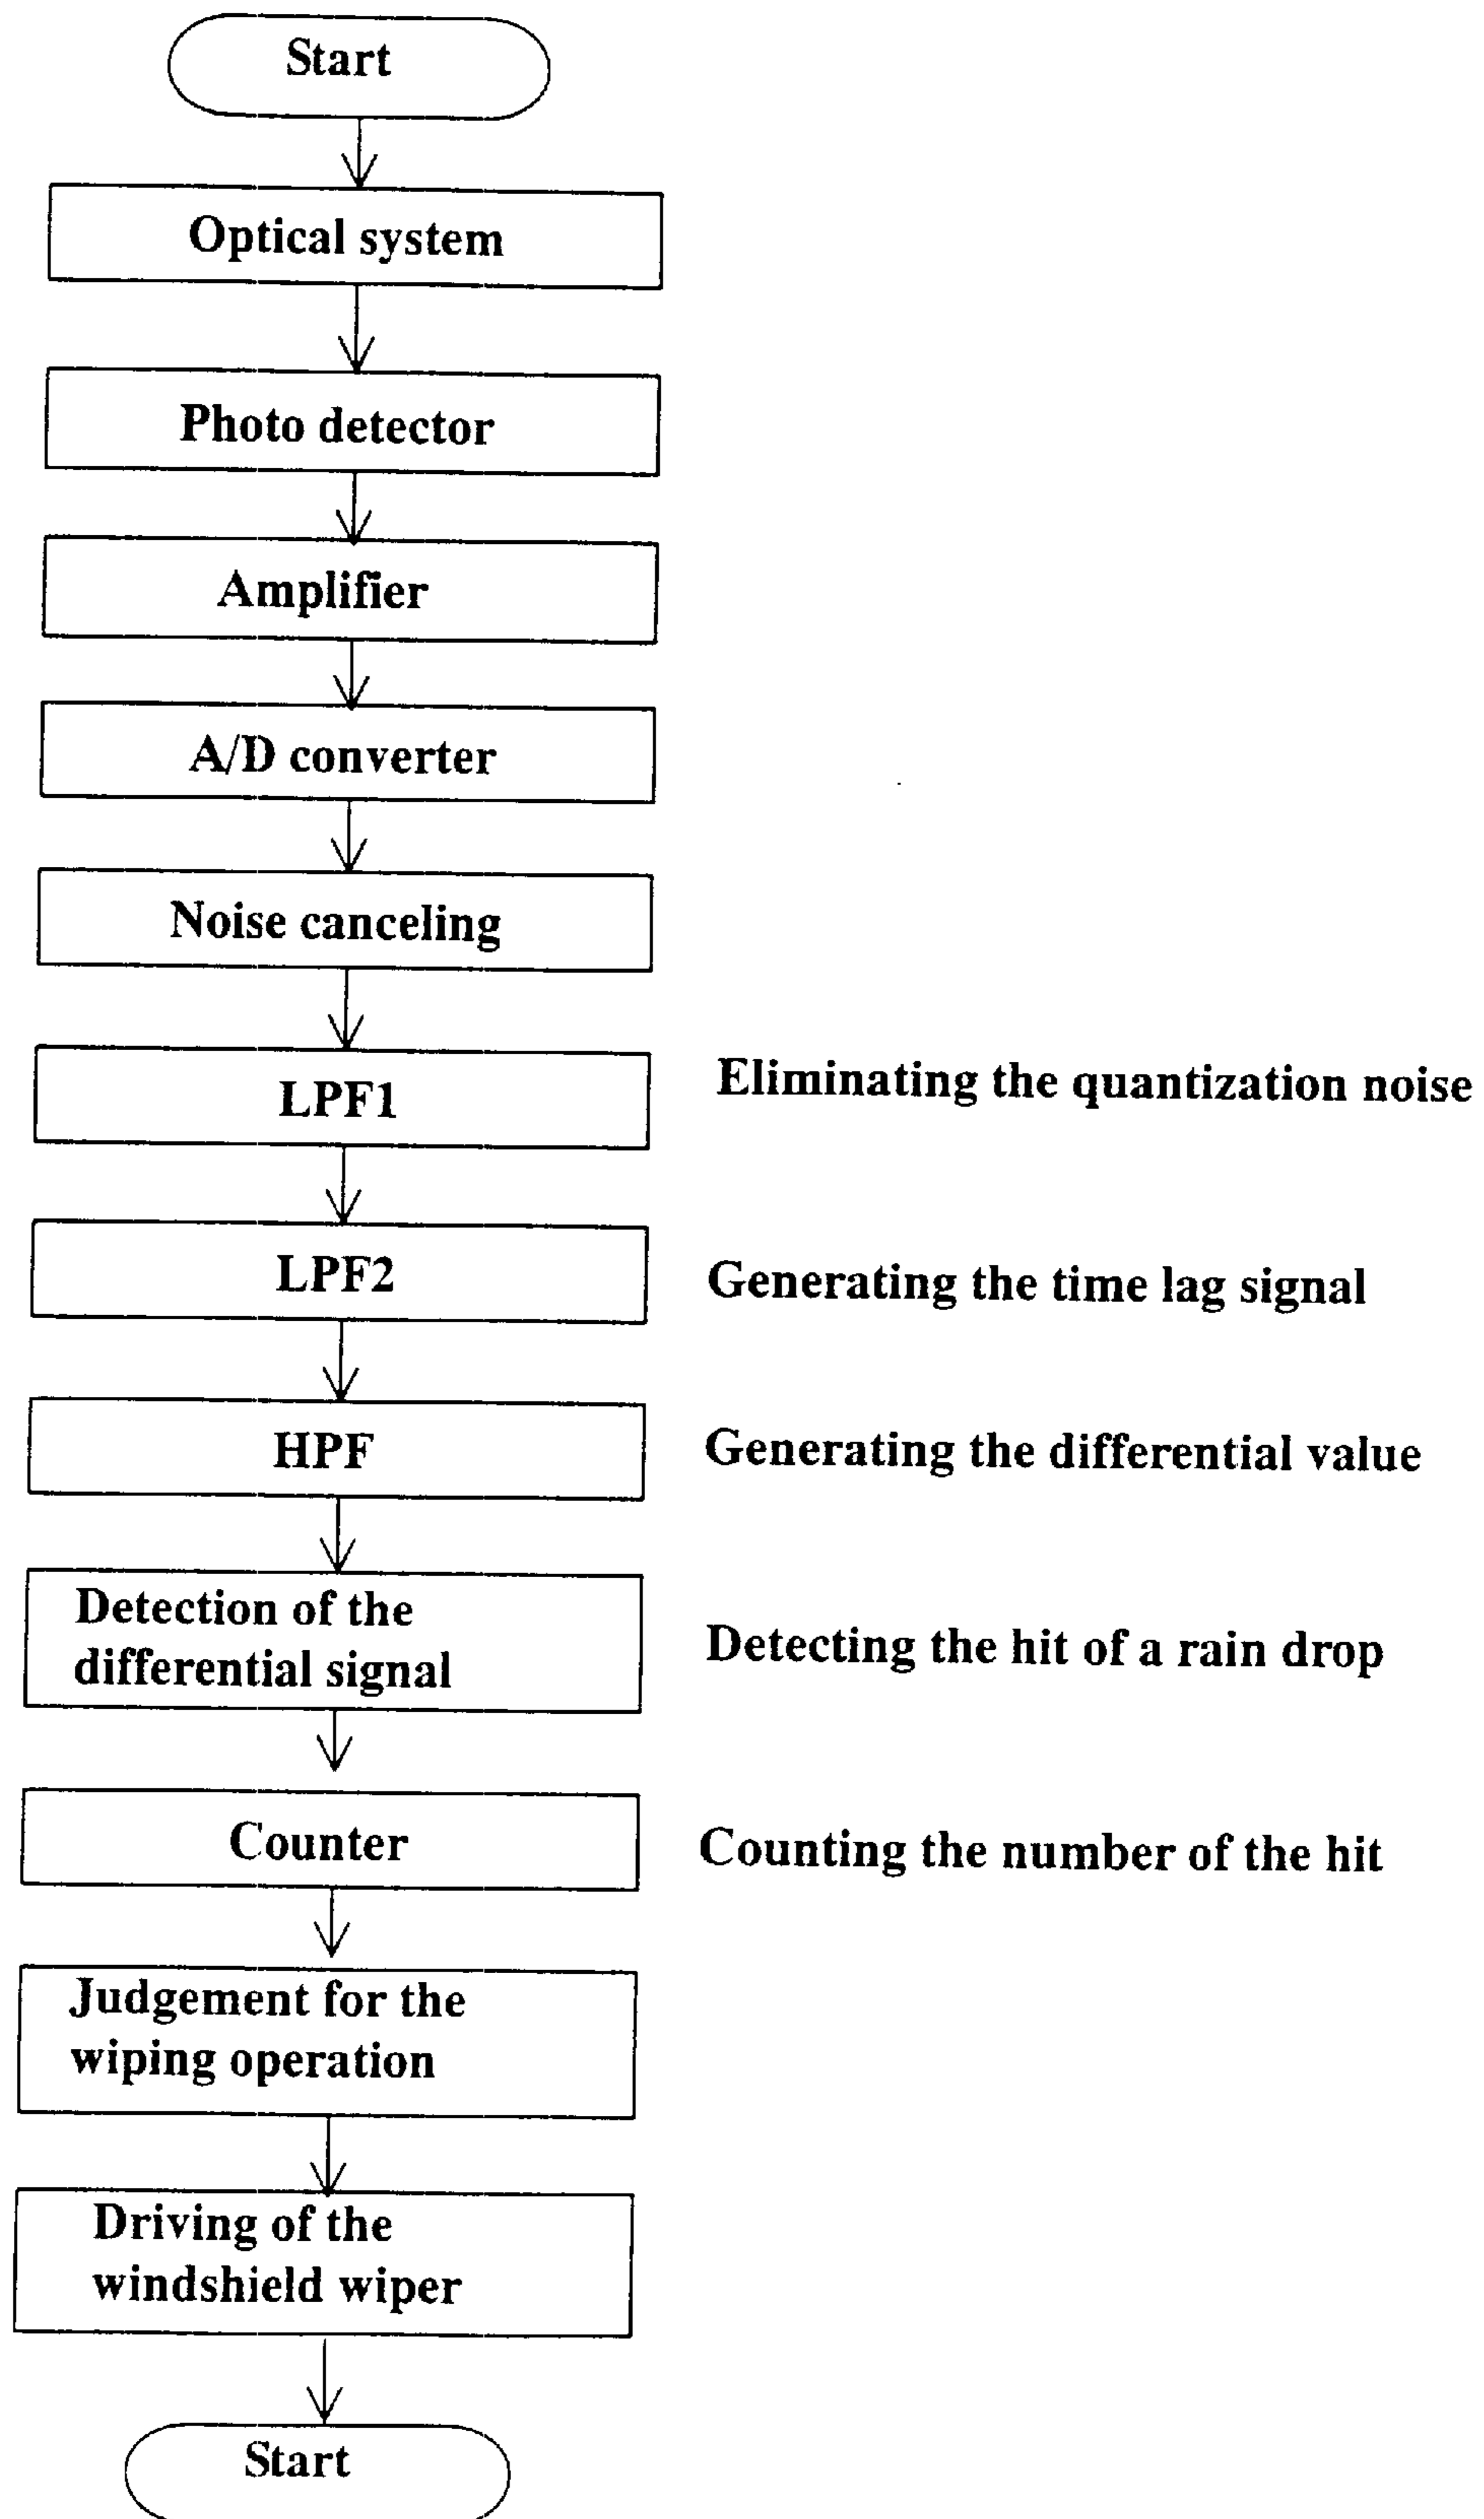 Start
Optical system
Photo detector
Amplifier
A/D converter
Noise canceling
LPF1
Eliminating the quantization noise
LPF2
Generating the time lag signal
HPF
Generating the differential value
Detection of the
differential signal
Detecting the hit of a rain drop
Counter
Counting the number of the hit
Judgement for the
wiping operation
Driving of the
windshield wiper
Start